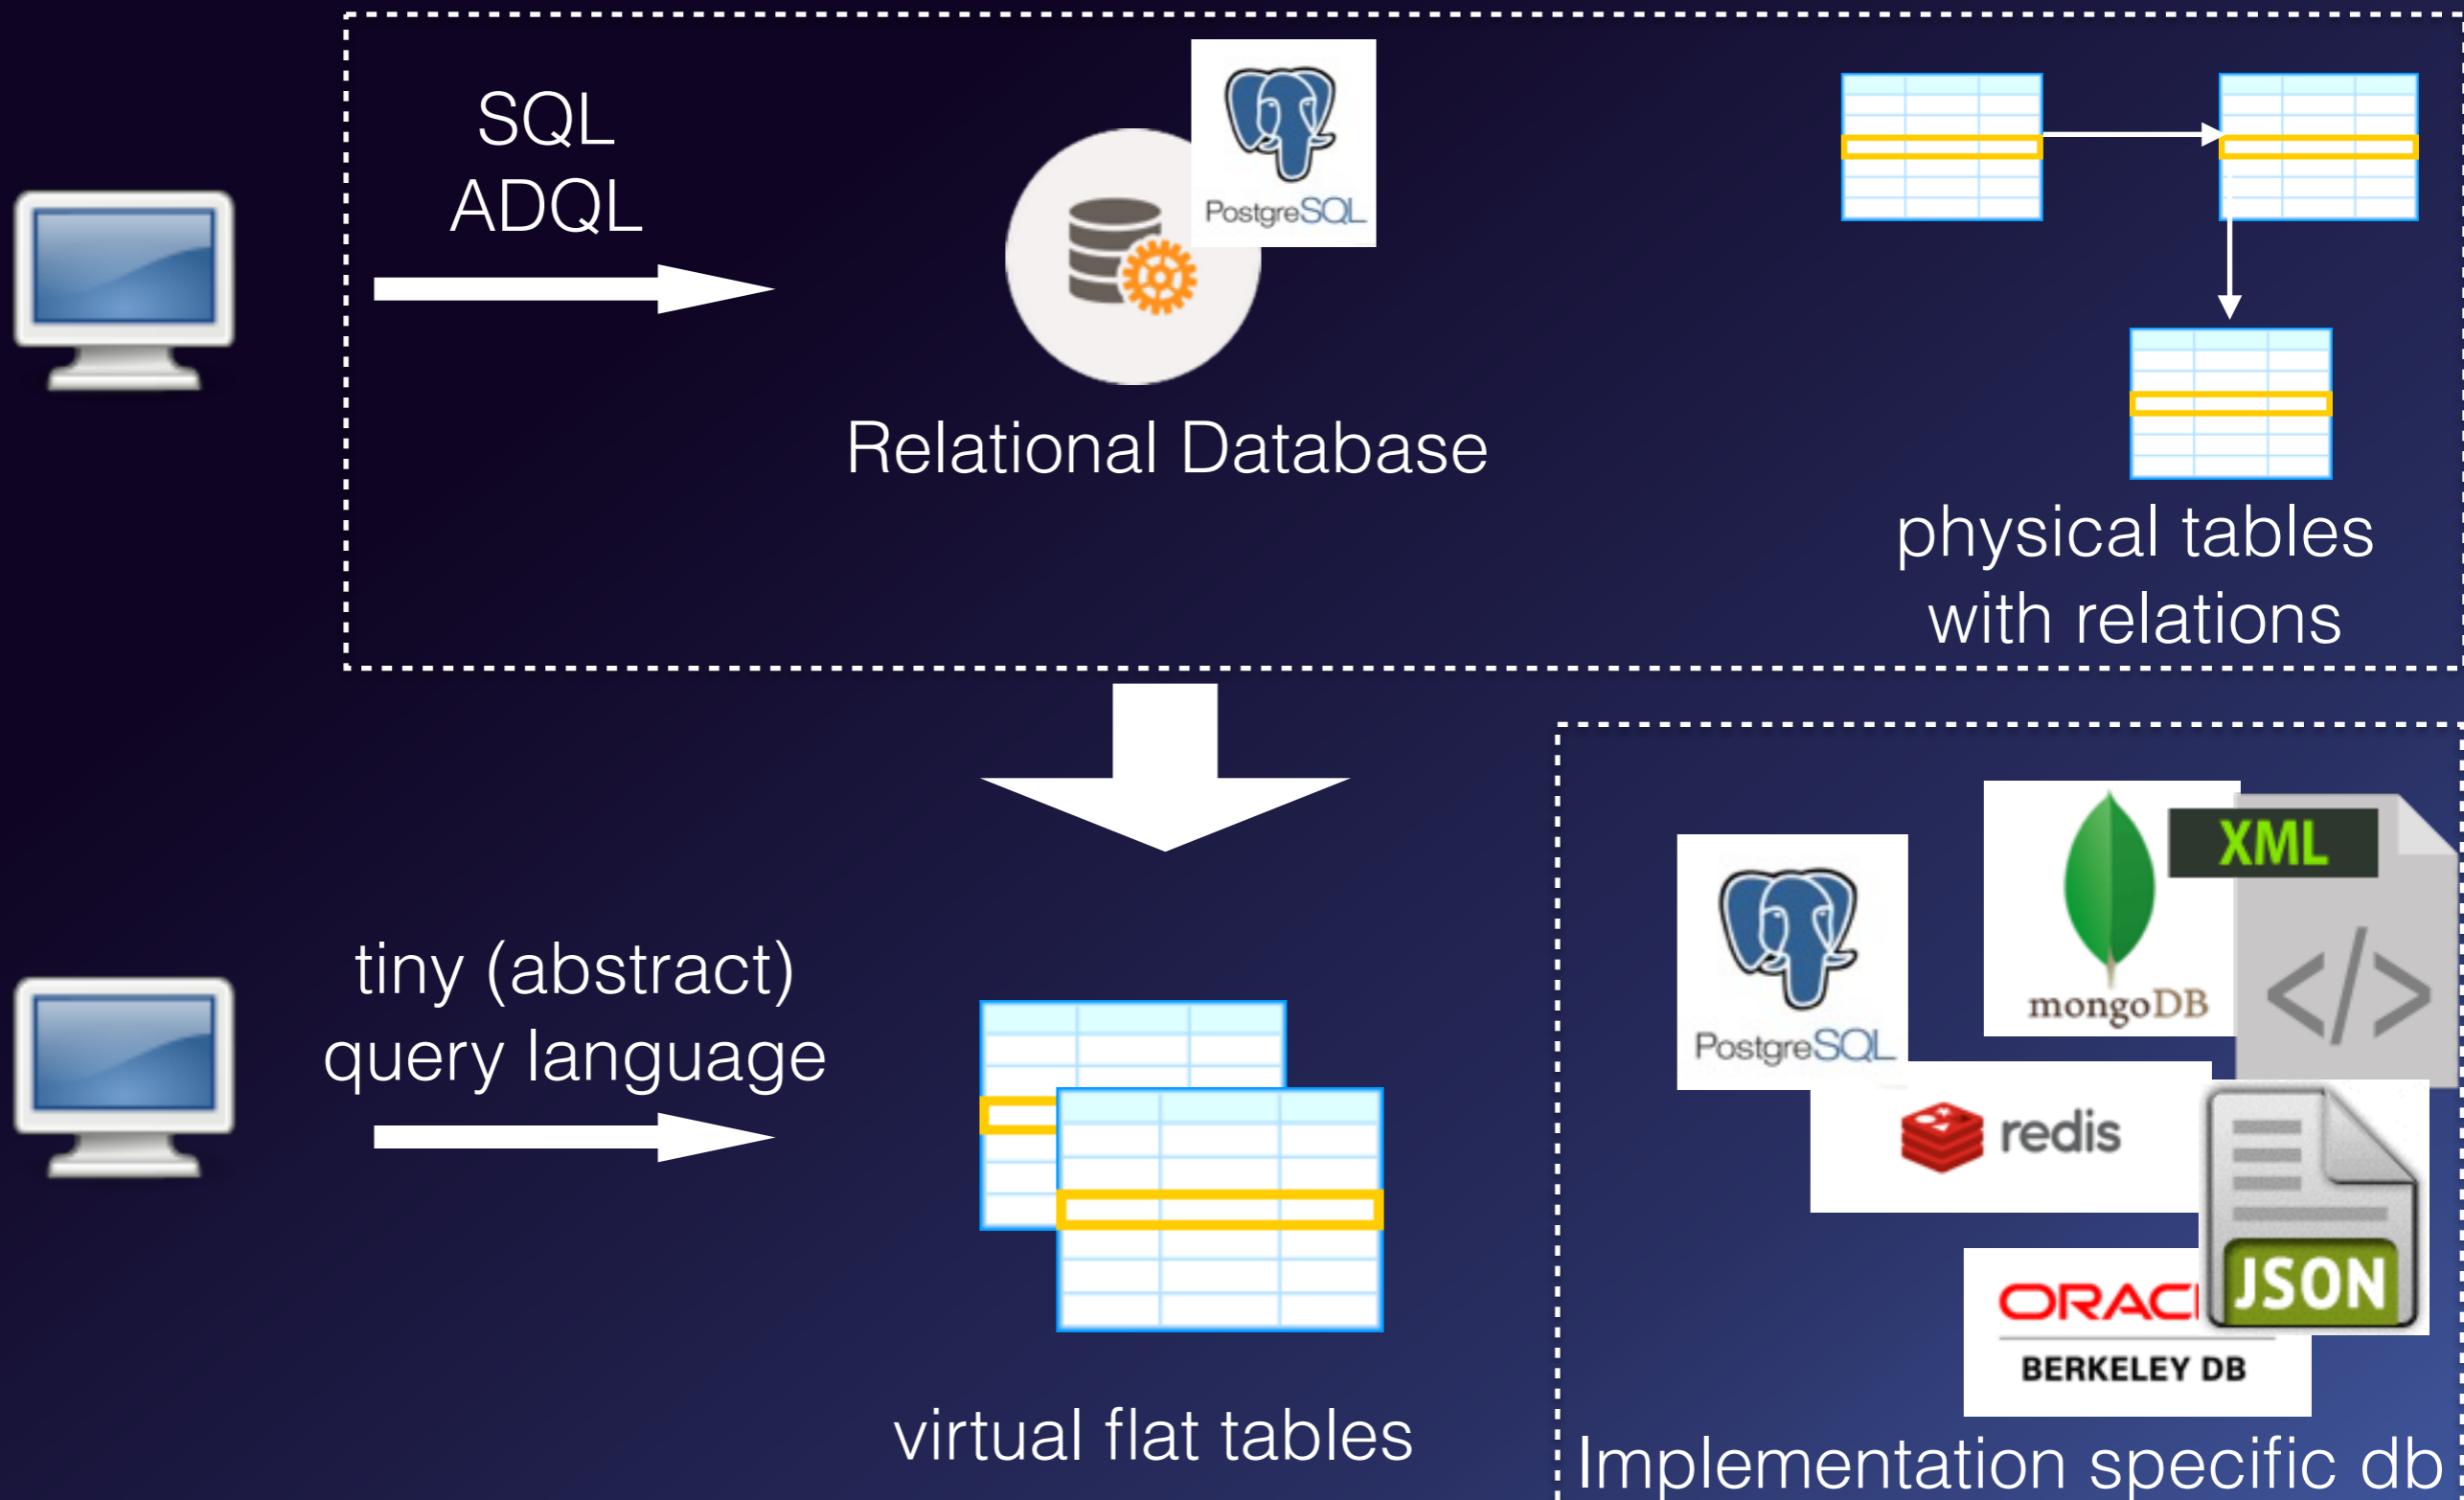 SQL
ADQL
PostgreSQL
Relational Database
physical tables
with relations
tiny (abstract)
query language
virtual flat tables
PostgreSQL
mongoDB
XML
</>
redis
JSON
ORAC
BERKELEY DB
Implementation specific db